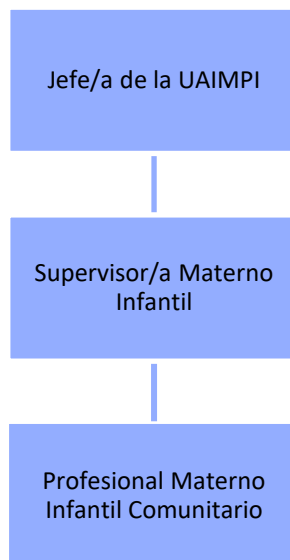 Jefe/a de la UAIMPI
Supervisor/a Materno
Infantil
Profesional Materno
Infantil Comunitario